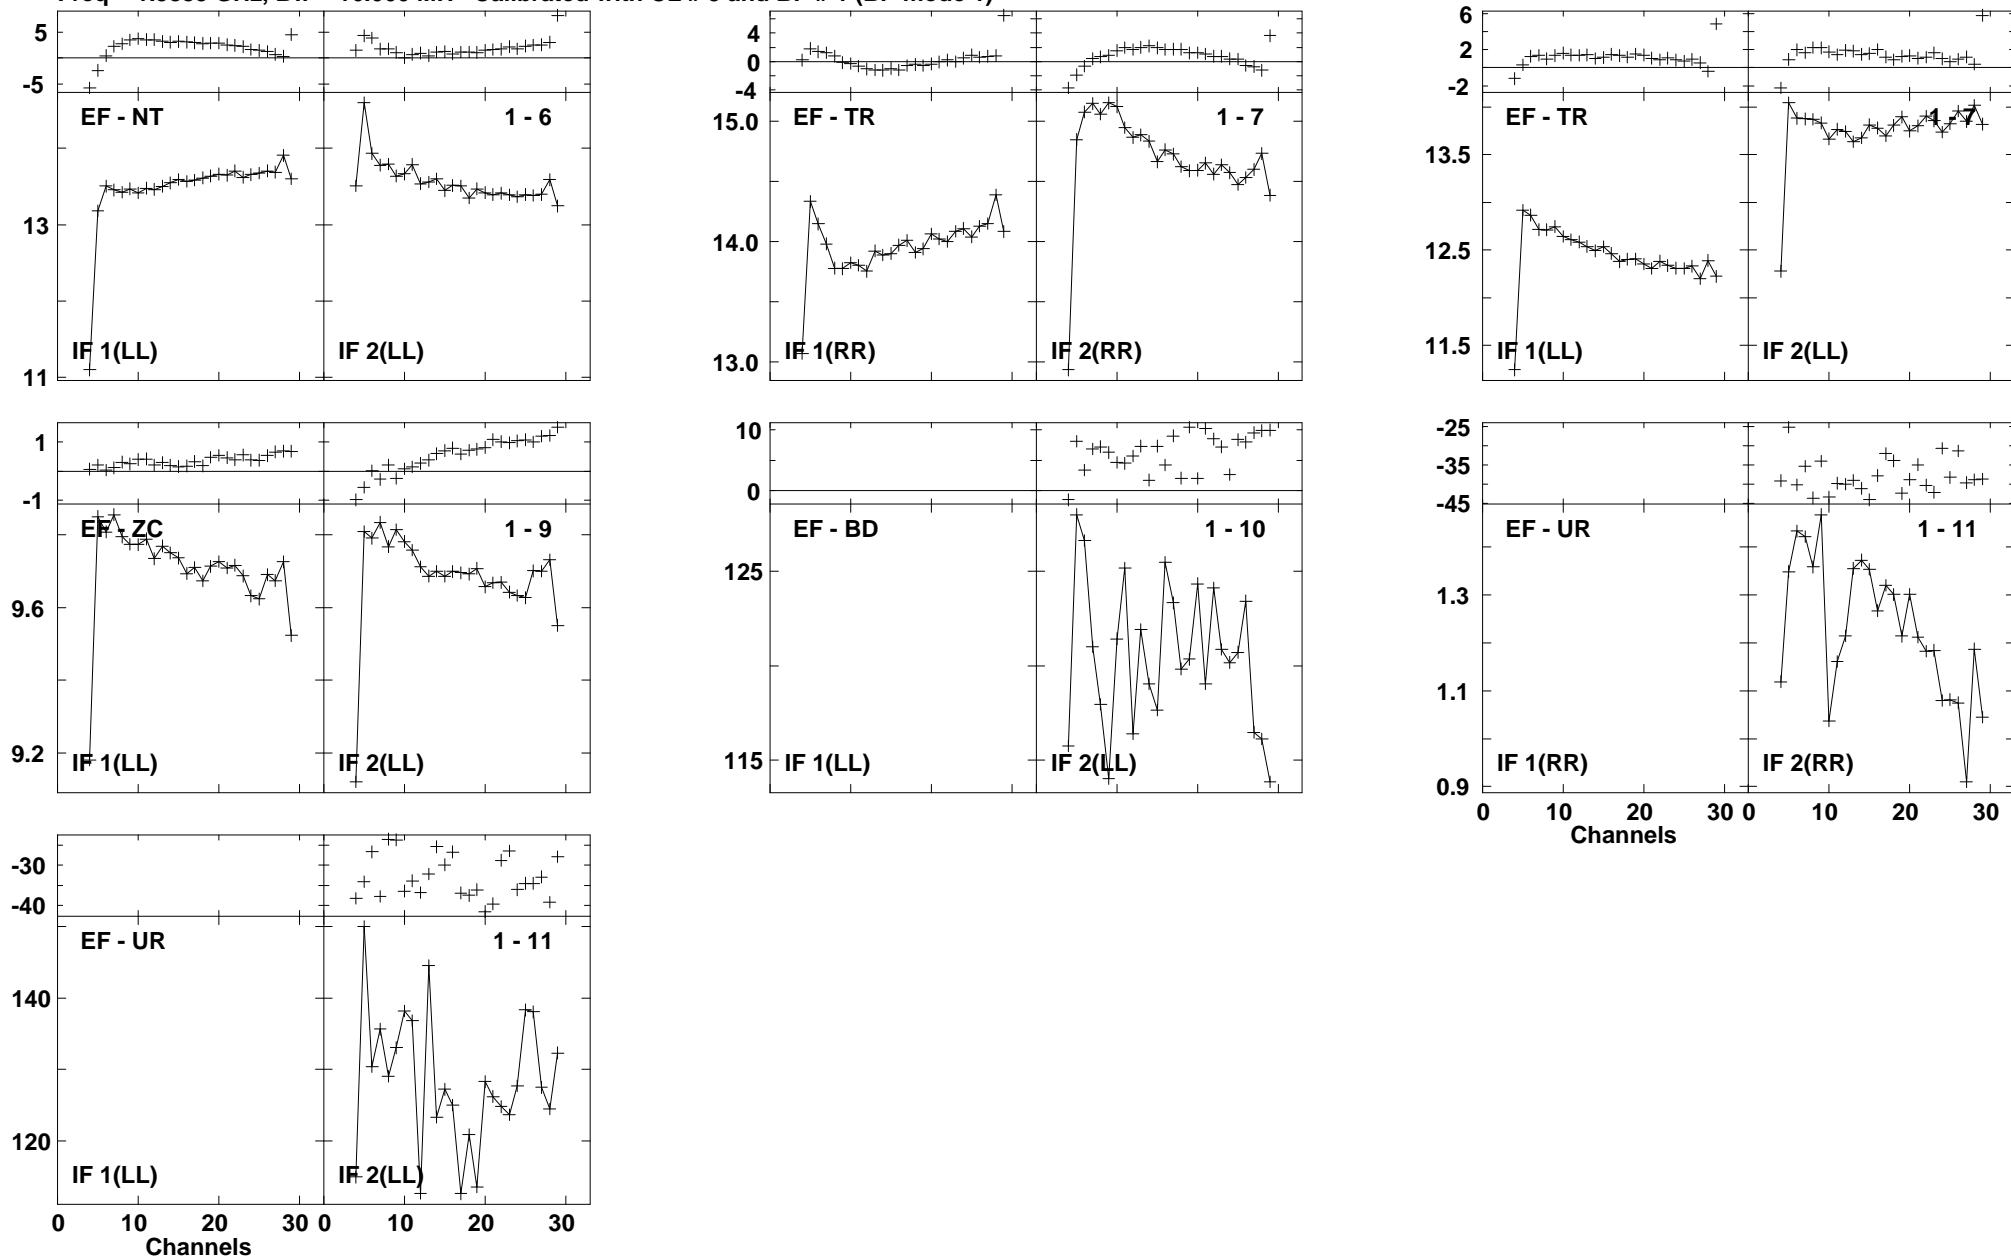 5
-5
EF - NT
1 - 6
13
11
IF 1(LL)
IF 2(LL)
4
0
-4
EF - TR
1 - 7
15.0
14.0
13.0
IF 1(RR)
IF 2(RR)
6
2
-2
EF - TR
1 - 7
13.5
12.5
11.5
IF 1(LL)
IF 2(LL)
1
-1
EF - ZC
1 - 9
9.6
9.2
IF 1(LL)
IF 2(LL)
10
0
EF - BD
1 - 10
125
115
IF 1(LL)
IF 2(LL)
-25
-35
-45
EF - UR
1 - 11
1.3
1.1
0.9
IF 1(RR)
IF 2(RR)
0 10 20 30 0 10 20 30
Channels
-30
-40
EF - UR
1 - 11
140
120
IF 1(LL)
IF 2(LL)
0 10 20 30 0 10 20 30
Channels